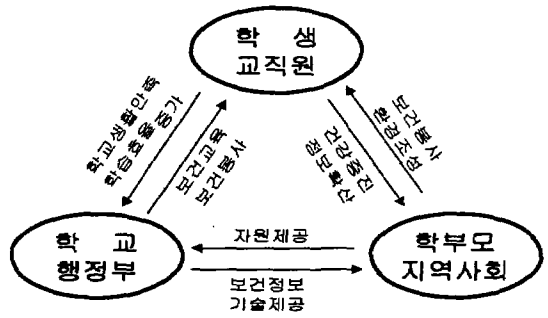 학 생
교직원
학교생활만족
학습효율증가
보건교육
보건봉사
건강증진
정보확산
보건봉사
환경조성
학 교
행정부
자원제공
보건정보
기술제공
학부모
지역사회